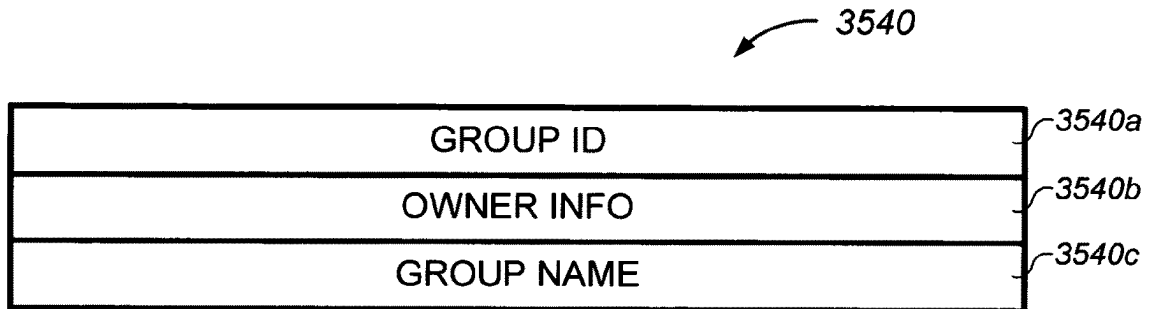 3540
GROUP ID 3540a
OWNER INFO 3540b
GROUP NAME 3540c